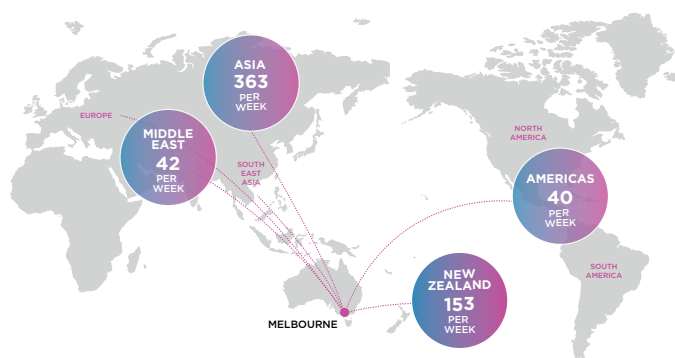 ASIA
363
PER
WEEK
EUROPE
MIDDLE
EAST
42
PER
WEEK
SOUTH
EAST
ASIA
NORTH
AMERICA
AMERICAS
40
PER
WEEK
SOUTH
AMERICA
NEW
ZEALAND
153
PER
WEEK
MELBOURNE